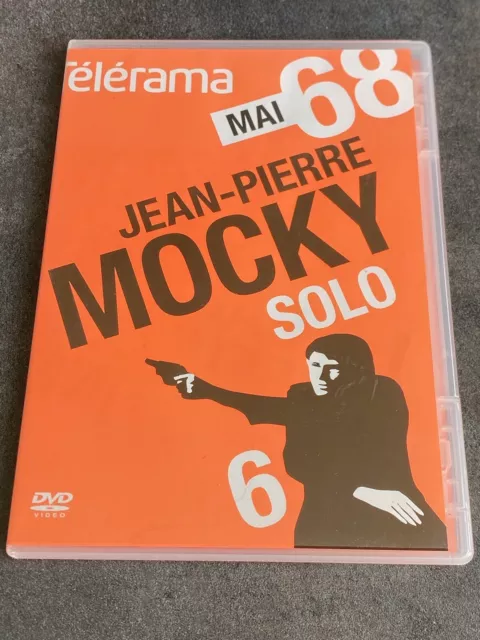 Télérama
MAI 68
JEAN-PIERRE
MOCKY
SOLO
6
DVD
VIDEO